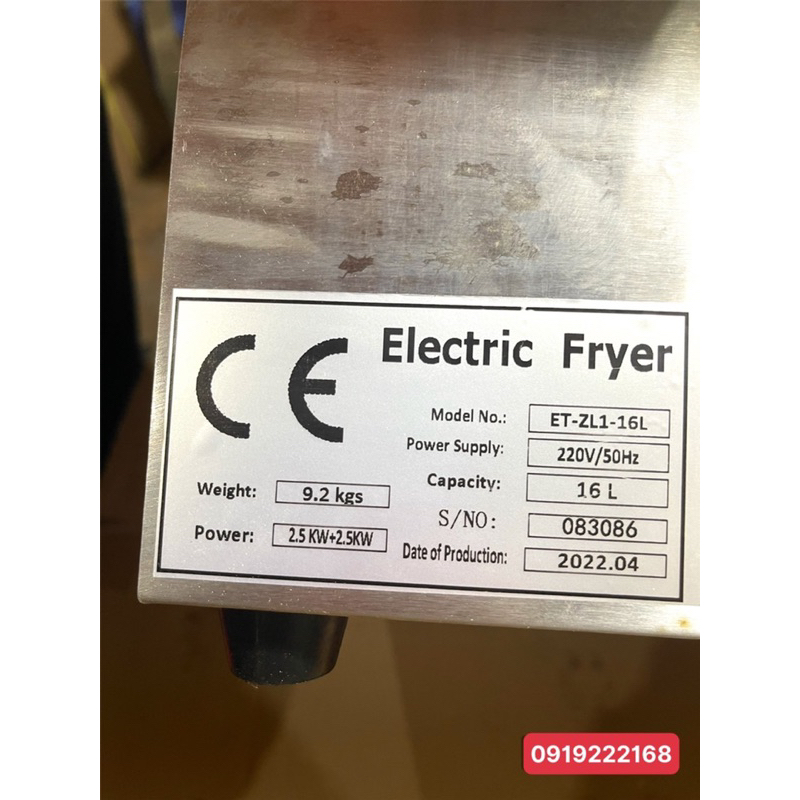 CE
Electric Fryer
Model No.: ET-ZL1-16L
Power Supply: 220V/50Hz
Capacity: 16 L
Weight: 9.2 kgs
S/NO: 083086
Power: 2.5 KW+2.5KW
Date of Production: 2022.04
0919222168